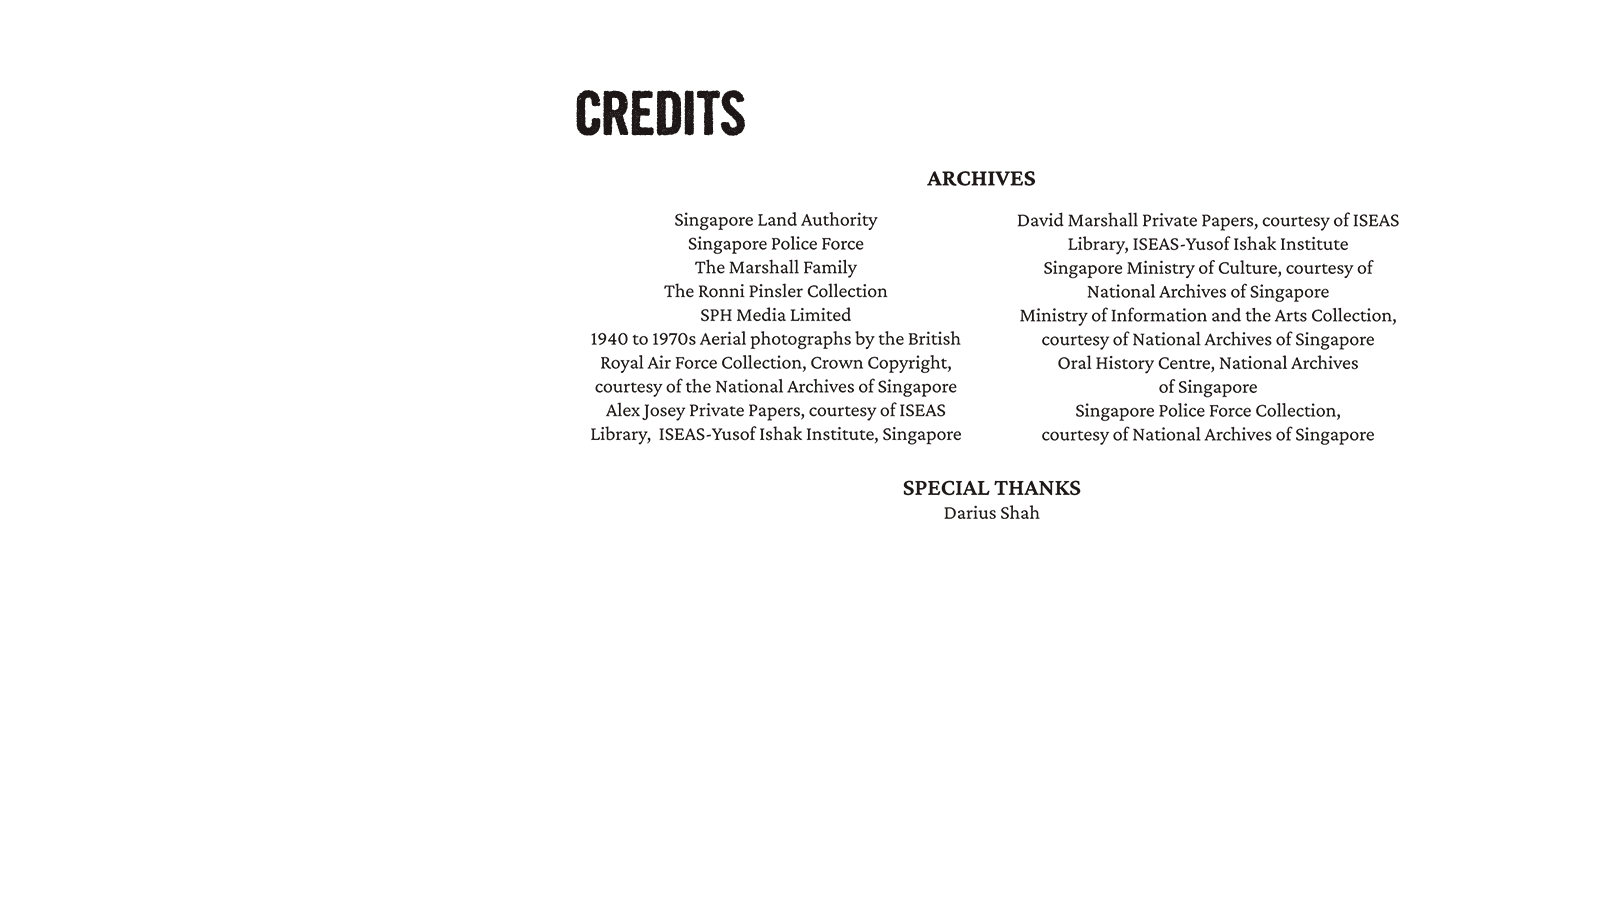 CREDITS
ARCHIVES
Singapore Land Authority
Singapore Police Force
The Marshall Family
The Ronni Pinsler Collection
SPH Media Limited
1940 to 1970s Aerial photographs by the British
Royal Air Force Collection, Crown Copyright,
courtesy of the National Archives of Singapore
Alex Josey Private Papers, courtesy of ISEAS
Library, ISEAS-Yusof Ishak Institute, Singapore
David Marshall Private Papers, courtesy of ISEAS
Library, ISEAS-Yusof Ishak Institute
Singapore Ministry of Culture, courtesy of
National Archives of Singapore
Ministry of Information and the Arts Collection,
courtesy of National Archives of Singapore
Oral History Centre, National Archives
of Singapore
Singapore Police Force Collection,
courtesy of National Archives of Singapore
SPECIAL THANKS
Darius Shah